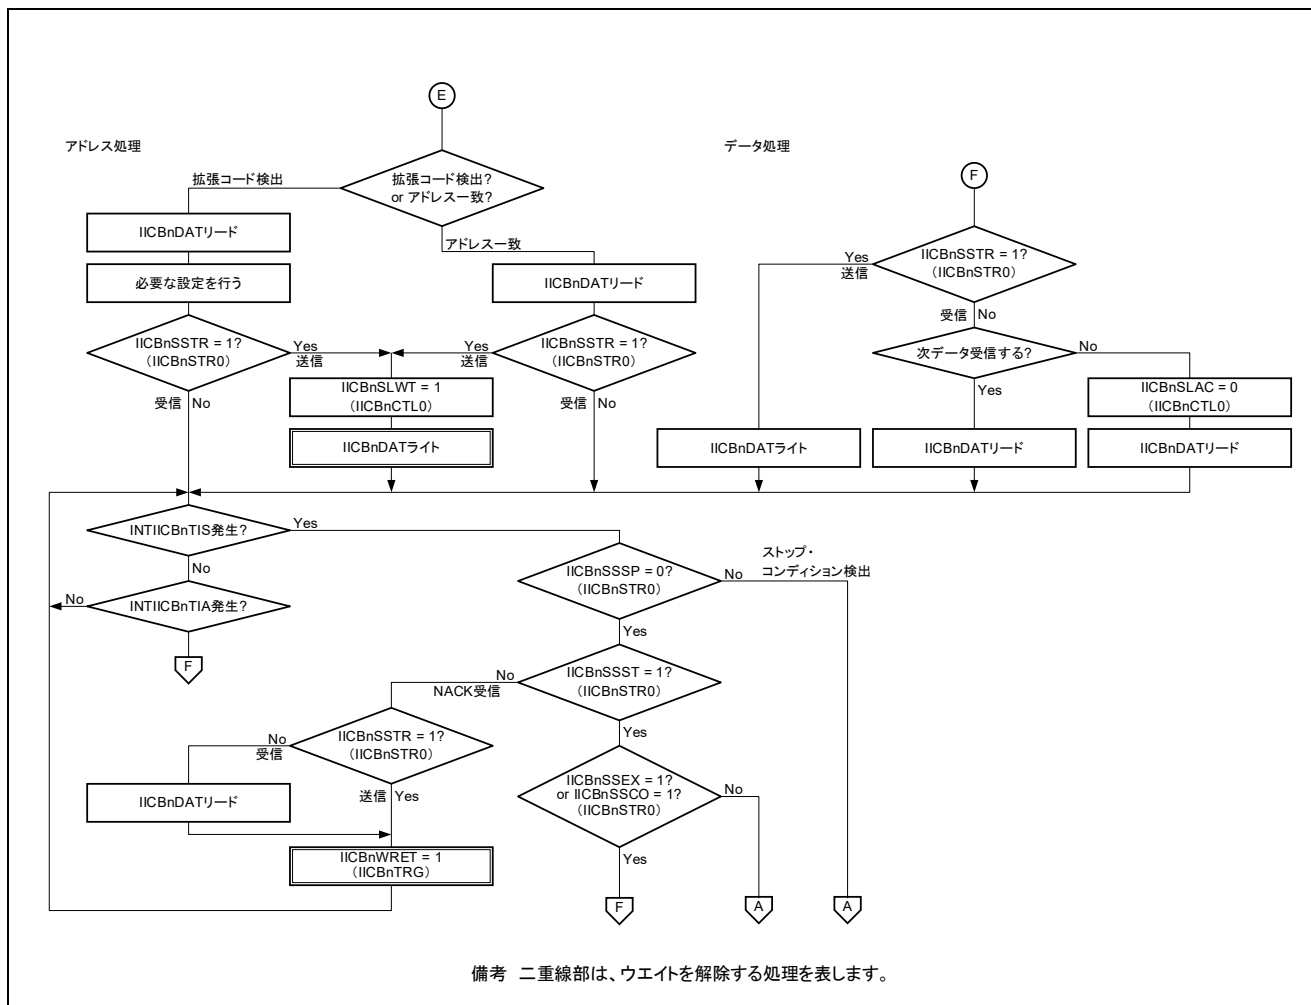 E
アドレス処理
データ処理
拡張コード検出
拡張コード検出?
or アドレス一致?
F
IICBnDATリード
アドレス一致
Yes
送信
IICBnSSTR = 1?
(IICBnSTR0)
必要な設定を行う
IICBnDATリード
受信
No
IICBnSSTR = 1?
(IICBnSTR0)
Yes
送信
Yes
送信
IICBnSSTR = 1?
(IICBnSTR0)
次データ受信する?
No
受信
No
IICBnSLWT = 1
(IICBnCTL0)
受信
No
Yes
IICBnSLAC = 0
(IICBnCTL0)
IICBnDATライト
IICBnDATライト
IICBnDATリード
IICBnDATリード
INTIICBnTIS発生?
Yes
No
IICBnSSSP = 0?
(IICBnSTR0)
No
ストップ・
コンディション検出
No
INTIICBnTIA発生?
Yes
F
No
NACK受信
IICBnSSST = 1?
(IICBnSTR0)
Yes
No
受信
IICBnSSTR = 1?
(IICBnSTR0)
IICBnSSEX = 1?
or IICBnSSCO = 1?
(IICBnSTR0)
No
IICBnDATリード
送信
Yes
Yes
IICBnWRET = 1
(IICBnTRG)
F
A
A
備考 二重線部は、ウエイトを解除する処理を表します。